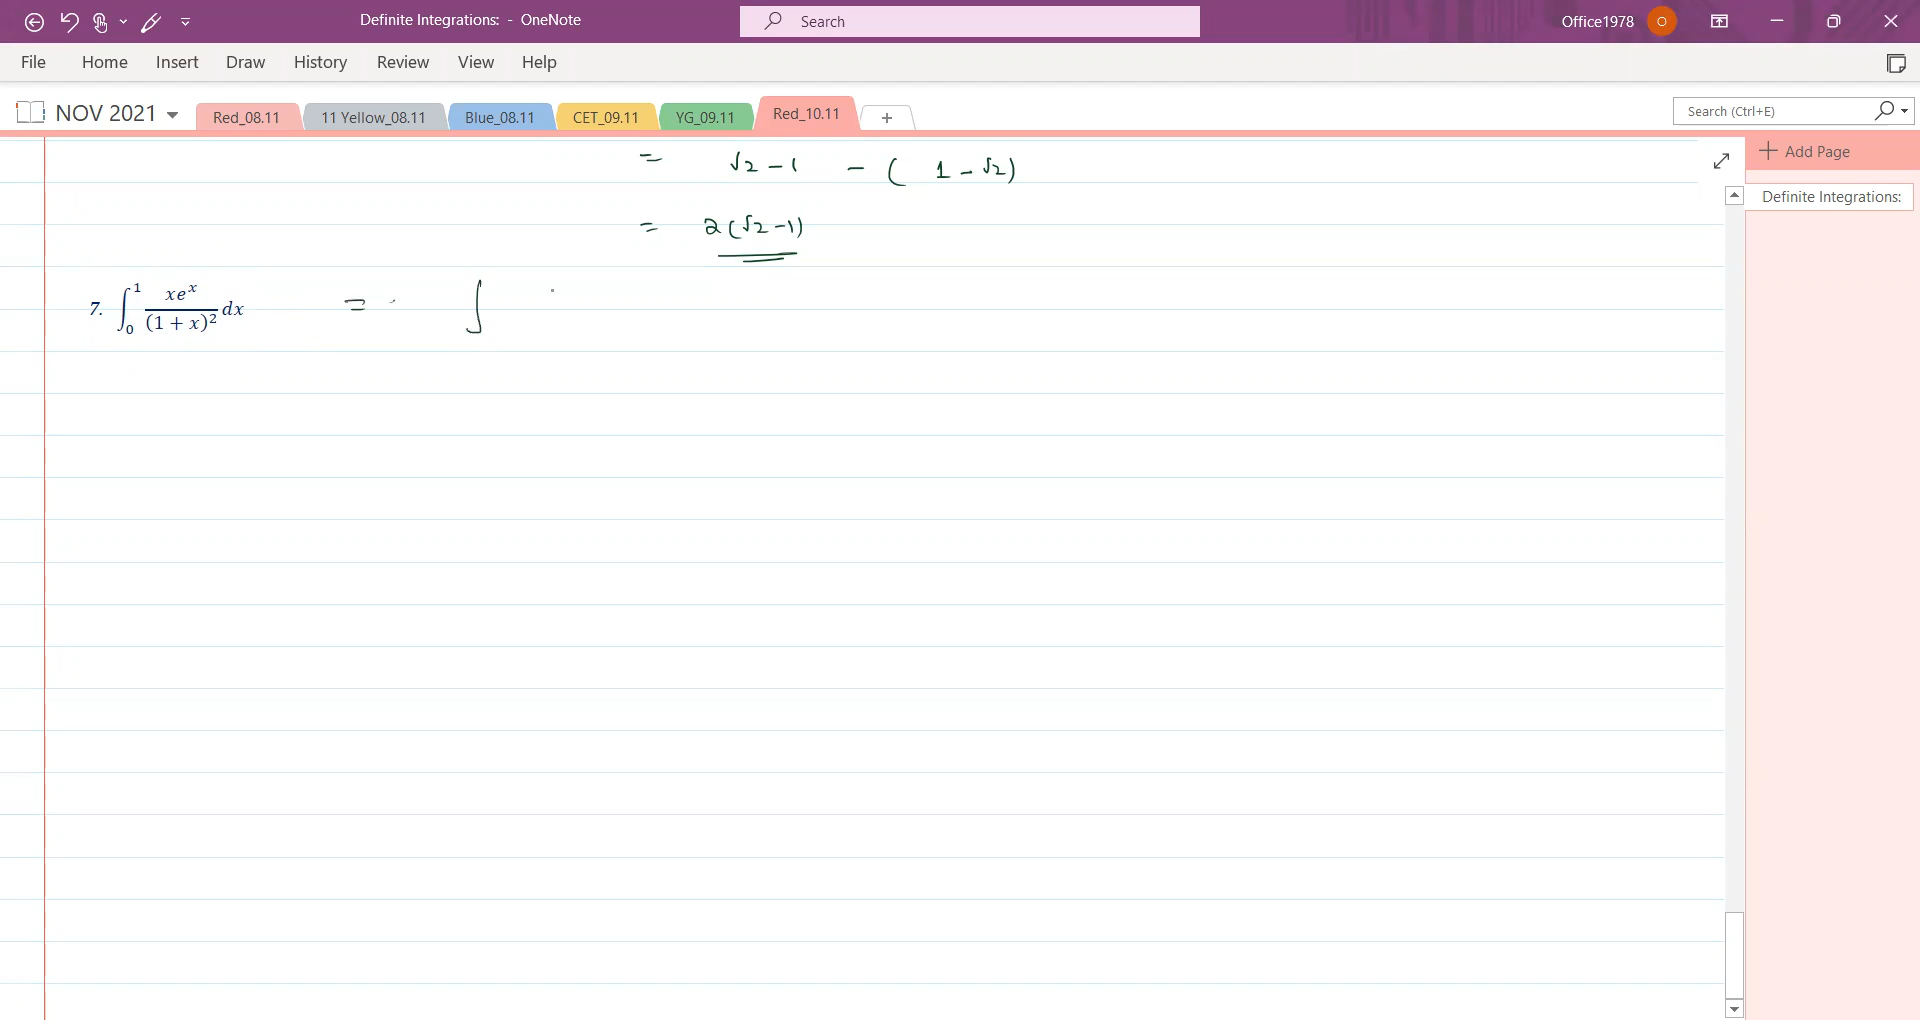 Definite Integrations: - OneNote
Search
Office1978
O
File Home Insert Draw History Review View Help
NOV 2021
Red_08.11 11 Yellow_08.11 Blue_08.11 CET_09.11 YG_09.11 Red_10.11 +
Search (Ctrl+E)
Add Page
Definite Integrations:
= √2 - 1 - ( 1 - √2)
= 2(√2 - 1)
7. ∫₀¹ xeˣ/(1 + x)² dx = ∫